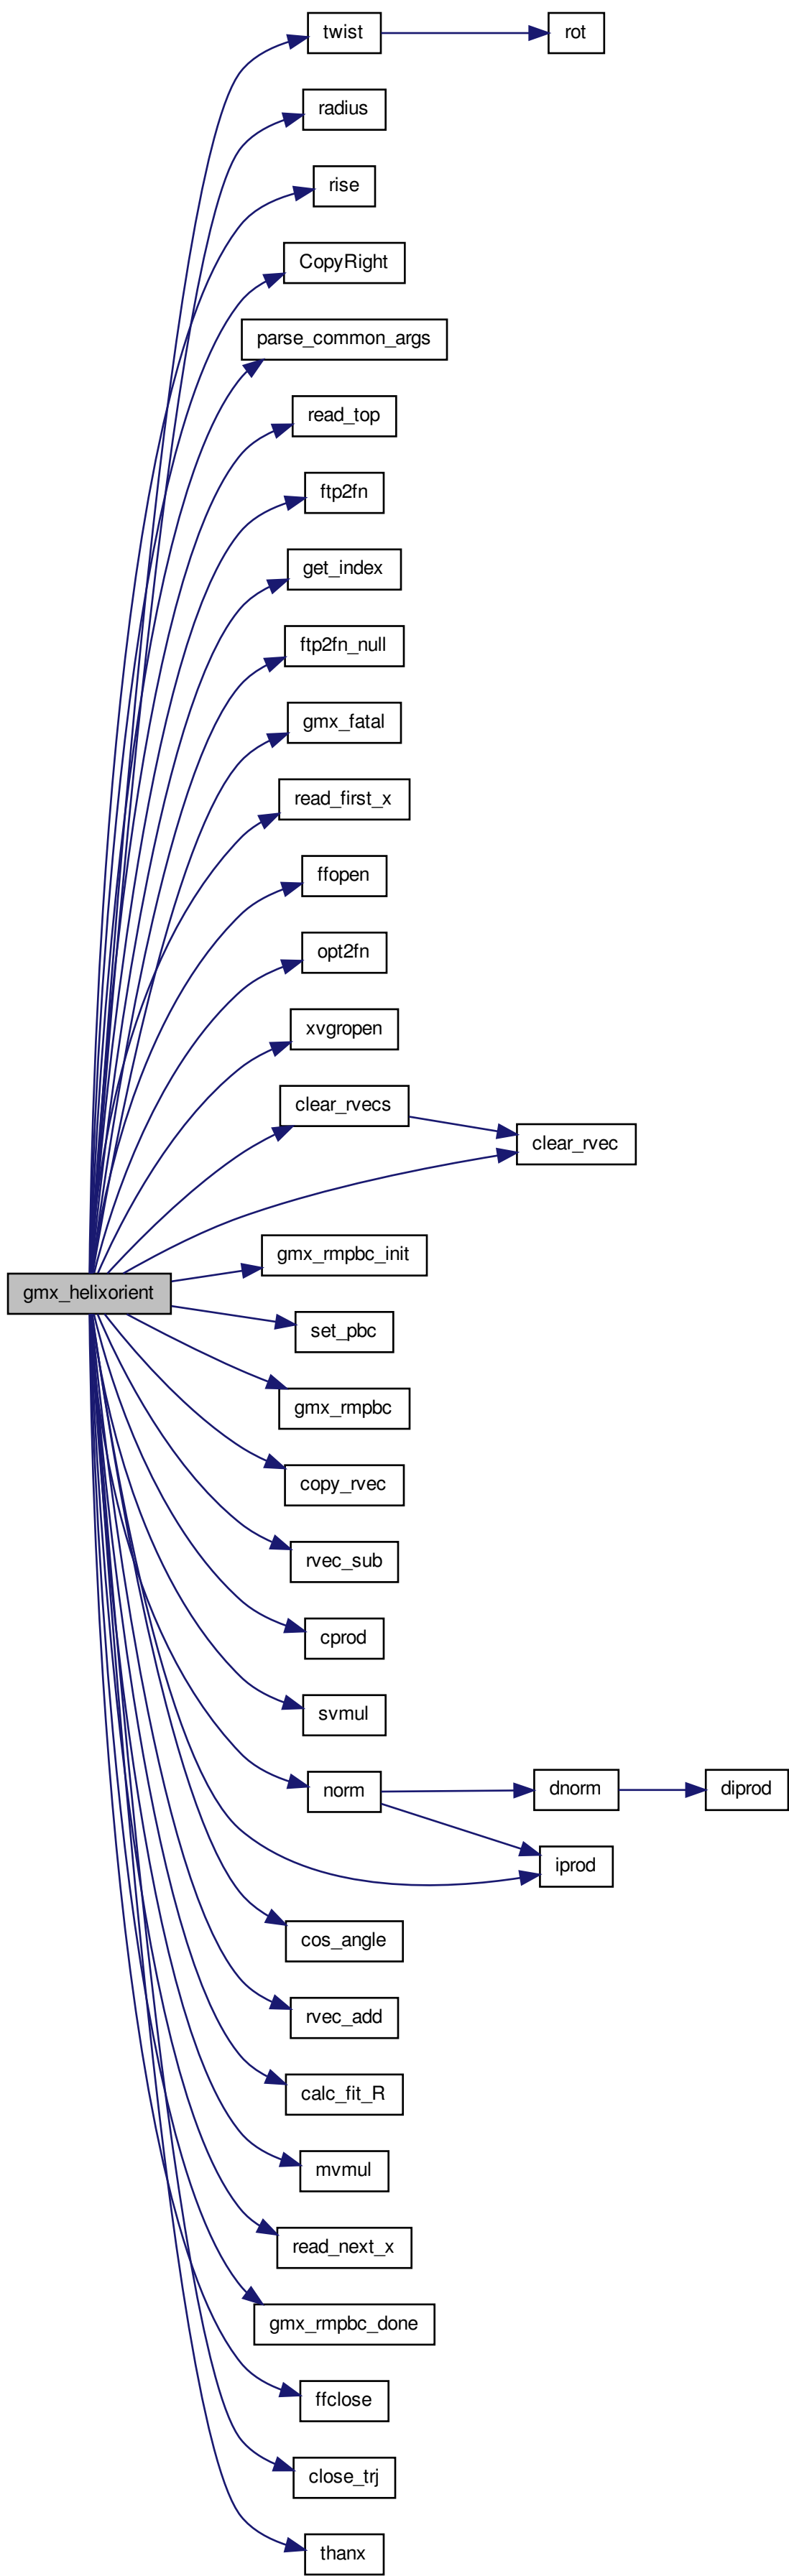 twist
rot
radius
rise
CopyRight
parse_common_args
read_top
ftp2fn
get_index
ftp2fn_null
gmx_fatal
read_first_x
ffopen
opt2fn
xvgropen
clear_rvecs
clear_rvec
gmx_rmpbc_init
gmx_helixorient
set_pbc
gmx_rmpbc
copy_rvec
rvec_sub
cprod
svmul
norm
dnorm
diprod
iprod
cos_angle
rvec_add
calc_fit_R
mvmul
read_next_x
gmx_rmpbc_done
ffclose
close_trj
thanx